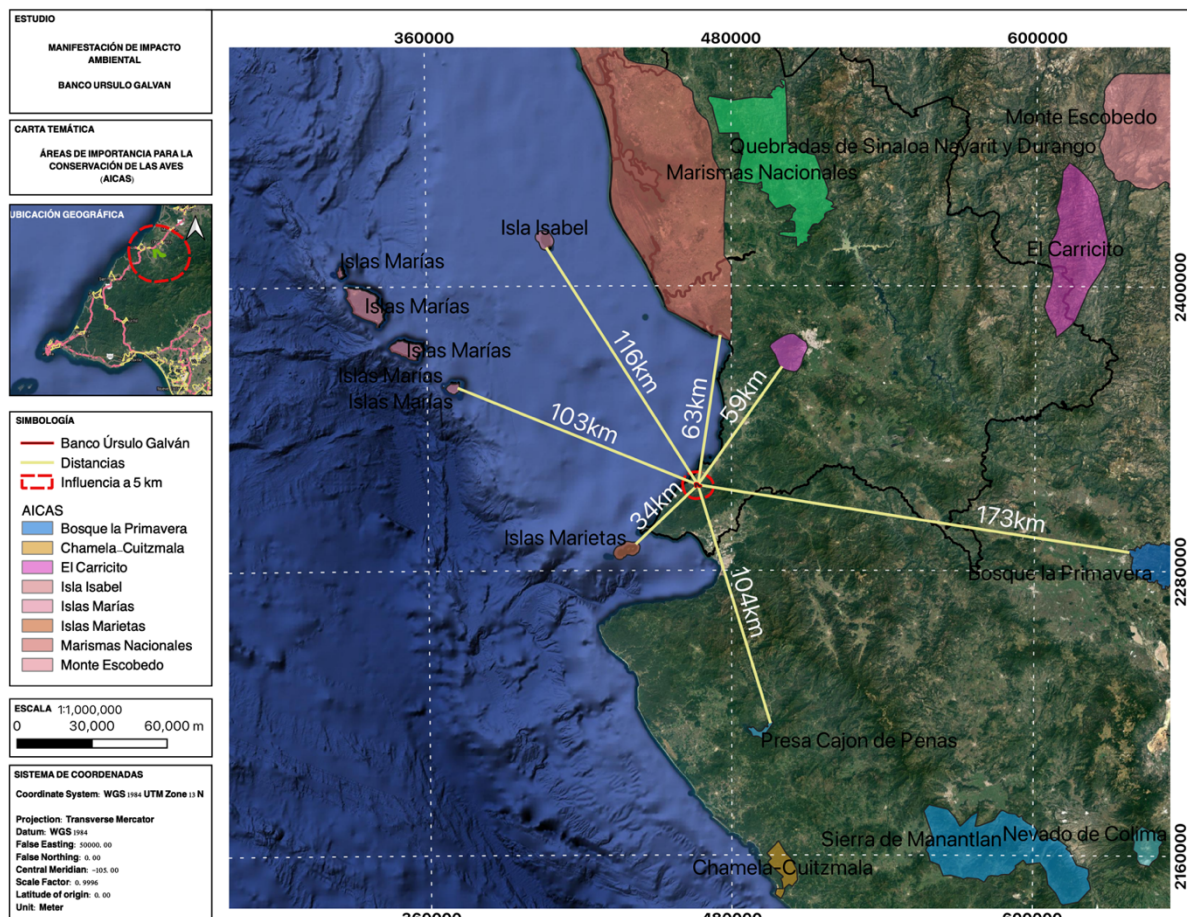 ESTUDIO
MANIFESTACIÓN DE IMPACTO
AMBIENTAL
BANCO URSULO GALVAN
CARTA TEMÁTICA
ÁREAS DE IMPORTANCIA PARA LA
CONSERVACIÓN DE LAS AVES
(AICAS)
UBICACIÓN GEOGRÁFICA
SIMBOLOGÍA
Banco Úrsulo Galván
Distancias
Influencia a 5 km
AICAS
Bosque la Primavera
Chamela-Cuitzmala
El Carricito
Isla Isabel
Islas Marías
Islas Marietas
Marismas Nacionales
Monte Escobedo
ESCALA 1:1,000,000
0 30,000 60,000 m
SISTEMA DE COORDENADAS
Coordinate System: WGS 1984 UTM Zone 13 N
Projection: Transverse Mercator
Datum: WGS 1984
False Easting: 50000.00
False Northing: 0.00
Central Meridian: -105.00
Scale Factor: 0.9996
Latitude of origin: 0.00
Unit: Meter
360000 480000 600000
Monte Escobedo
Quebradas de Sinaloa Nayarit y Durango
Marismas Nacionales
Isla Isabel
El Carricito
Islas Marías
2400000
Islas Marías
Islas Marías
Islas Marías
Islas Marías
116km
63km
59km
103km
34km
173km
Islas Marietas
Bosque la Primavera
2280000
104km
Presa Cajon de Penas
Sierra de Manantlan
Nevado de Colima
Chamela-Cuitzmala
2160000
360000 480000 600000